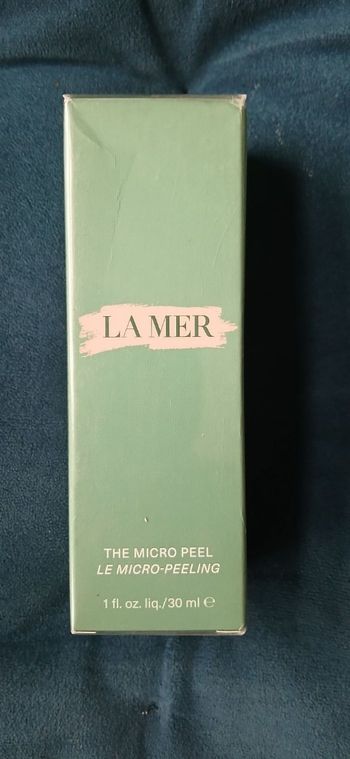 LA MER
THE MICRO PEEL
LE MICRO-PEELING
1 fl. oz. liq./30 ml ℮